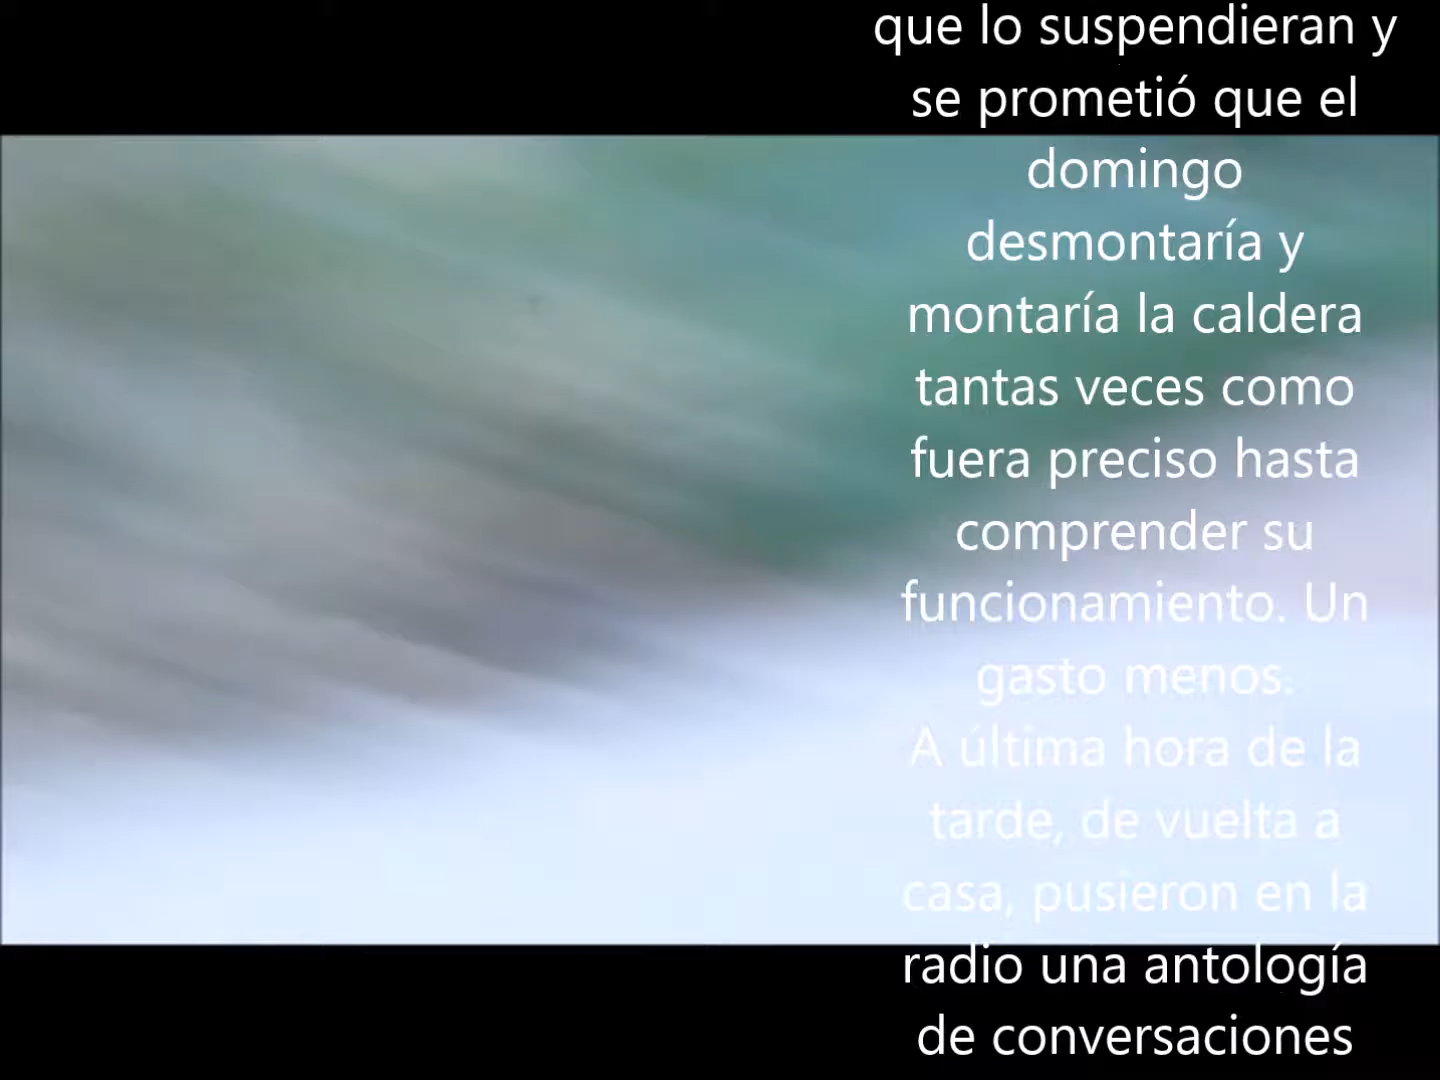 que lo suspendieran y
se prometió que el
domingo
desmontaría y
montaría la caldera
tantas veces como
fuera preciso hasta
comprender su
funcionamiento. Un
gasto menos.
A última hora de la
tarde, de vuelta a
casa, pusieron en la
radio una antología
de conversaciones